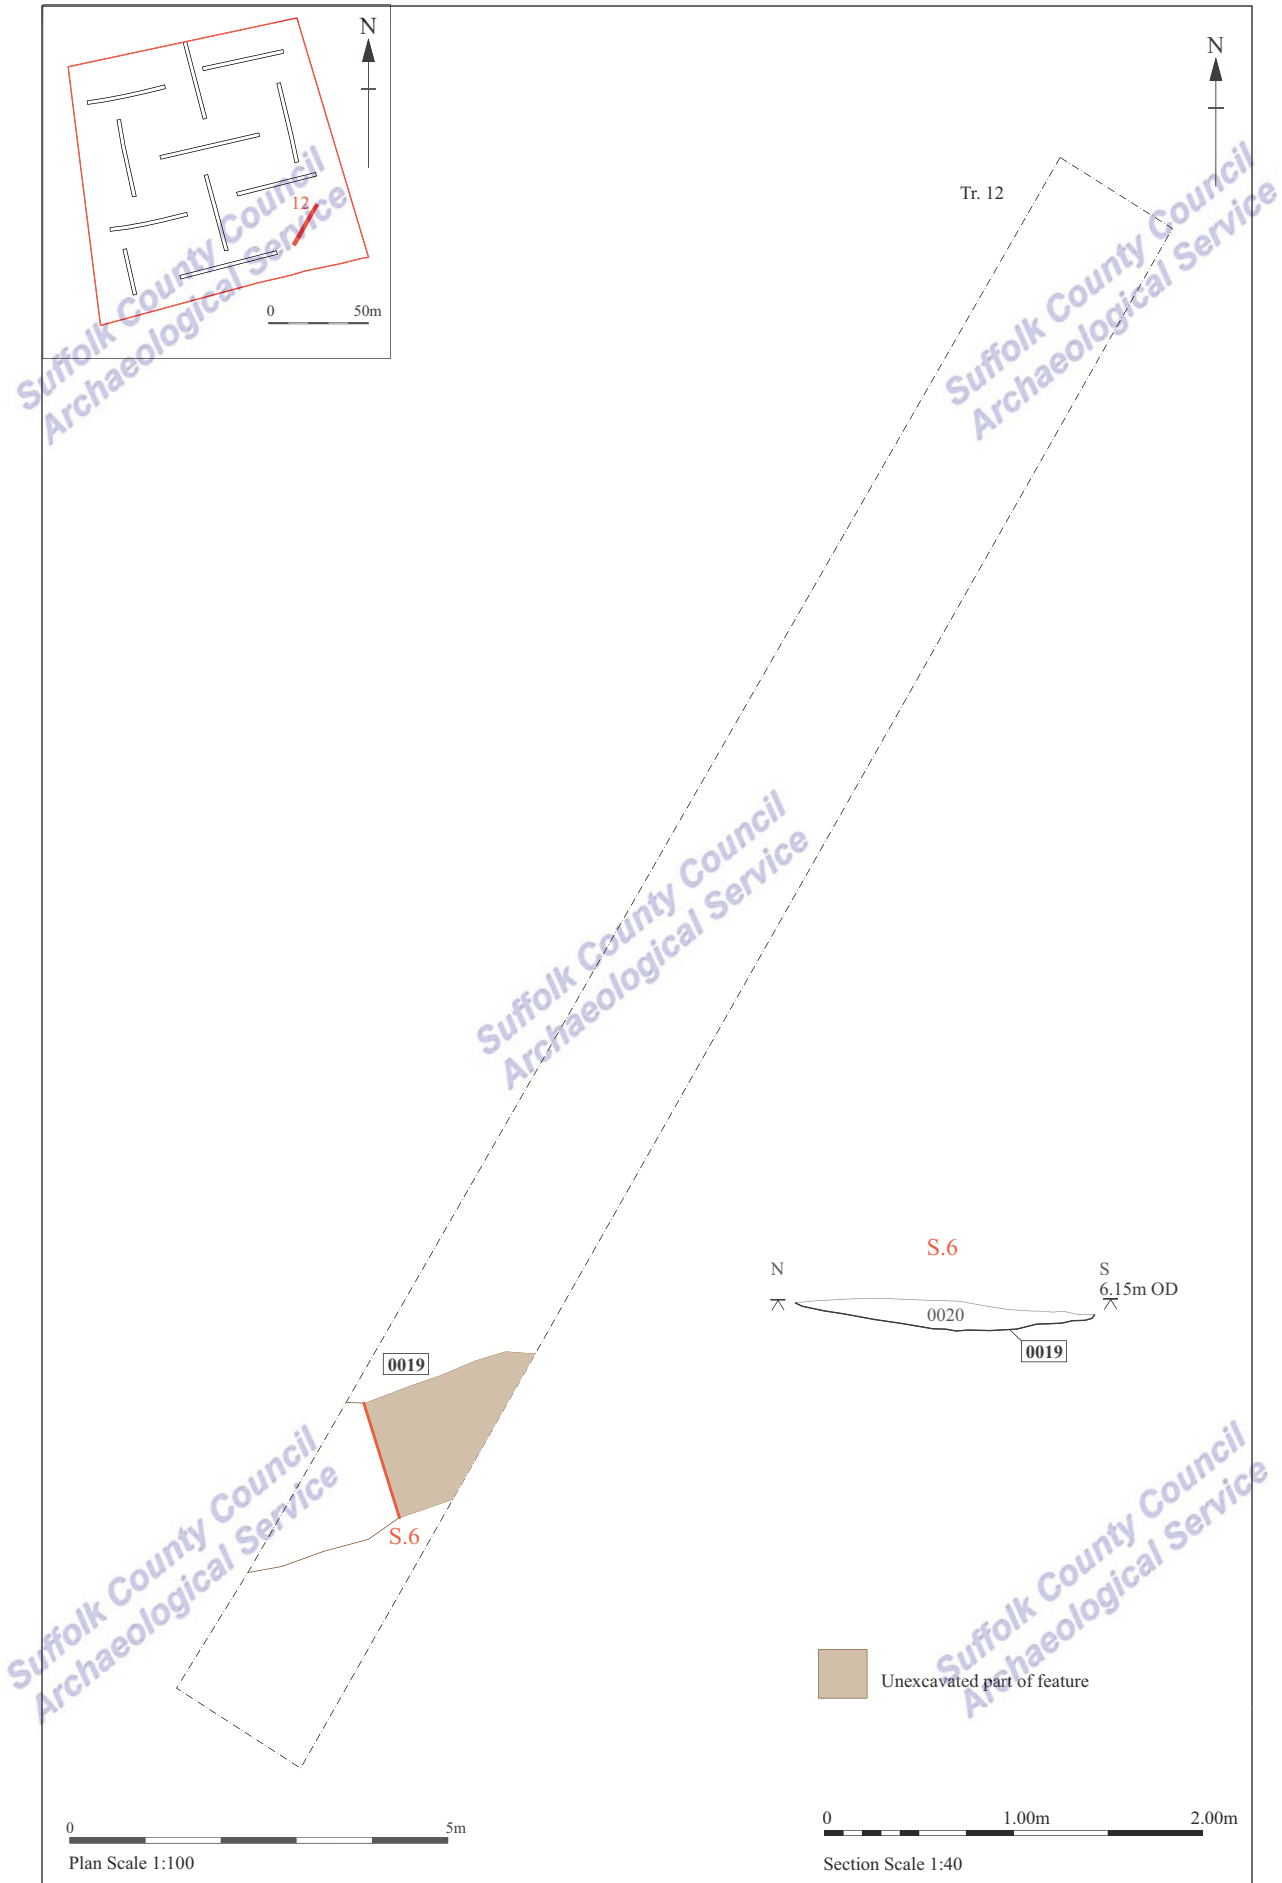 N
12
0 50m
N
Tr. 12
Suffolk County Council
Archaeological Service
Suffolk County Council
Archaeological Service
Suffolk County Council
Archaeological Service
S.6
N S
6.15m OD
0020
0019
0019
S.6
Suffolk County Council
Archaeological Service
Suffolk County Council
Archaeological Service
Unexcavated part of feature
0 5m
Plan Scale 1:100
0 1.00m 2.00m
Section Scale 1:40